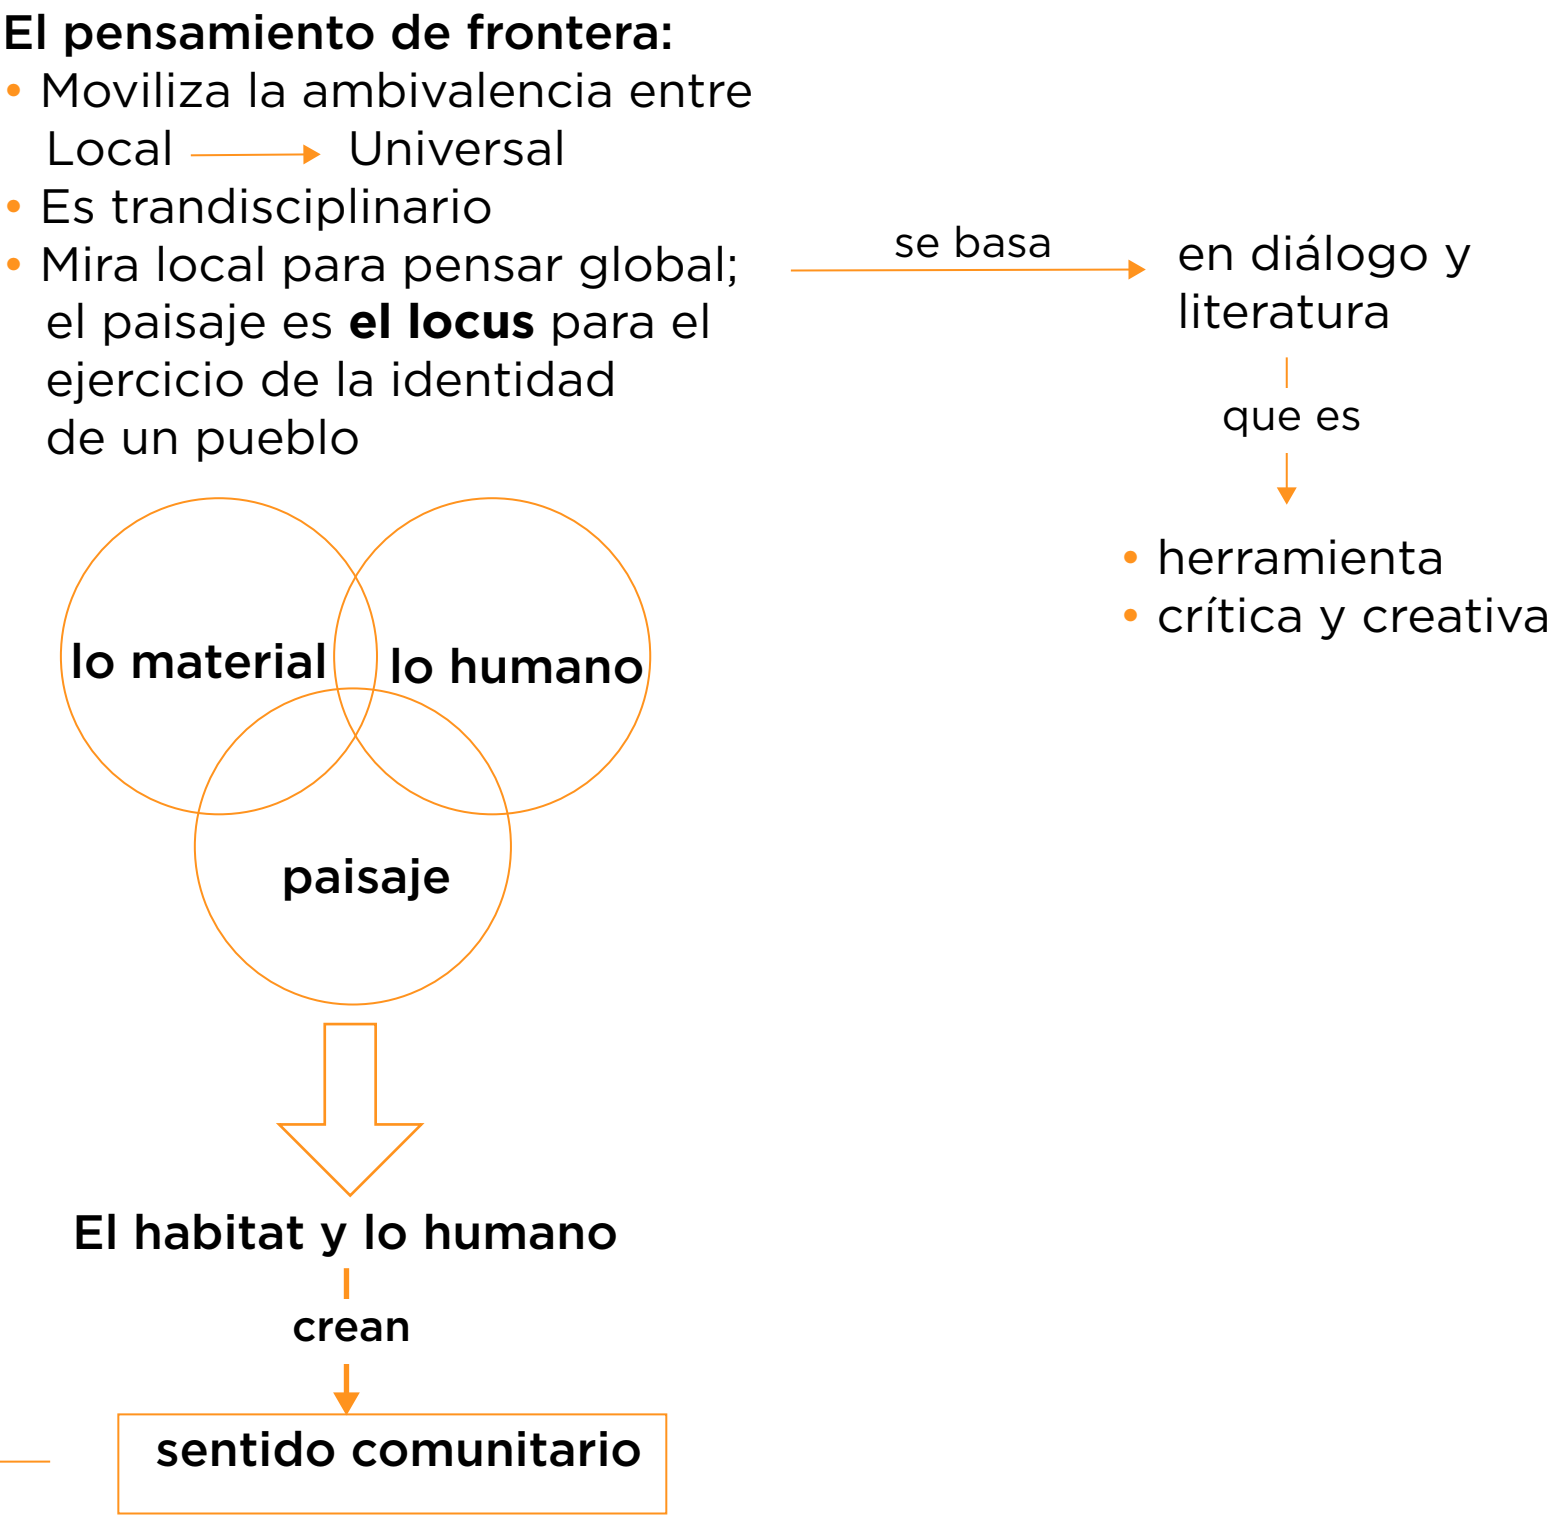 El pensamiento de frontera:
• Moviliza la ambivalencia entre
Local → Universal
• Es trandisciplinario
• Mira local para pensar global;
el paisaje es el locus para el
ejercicio de la identidad
de un pueblo
se basa
en diálogo y
literatura
que es
• herramienta
• crítica y creativa
lo material
lo humano
paisaje
El habitat y lo humano
crean
sentido comunitario